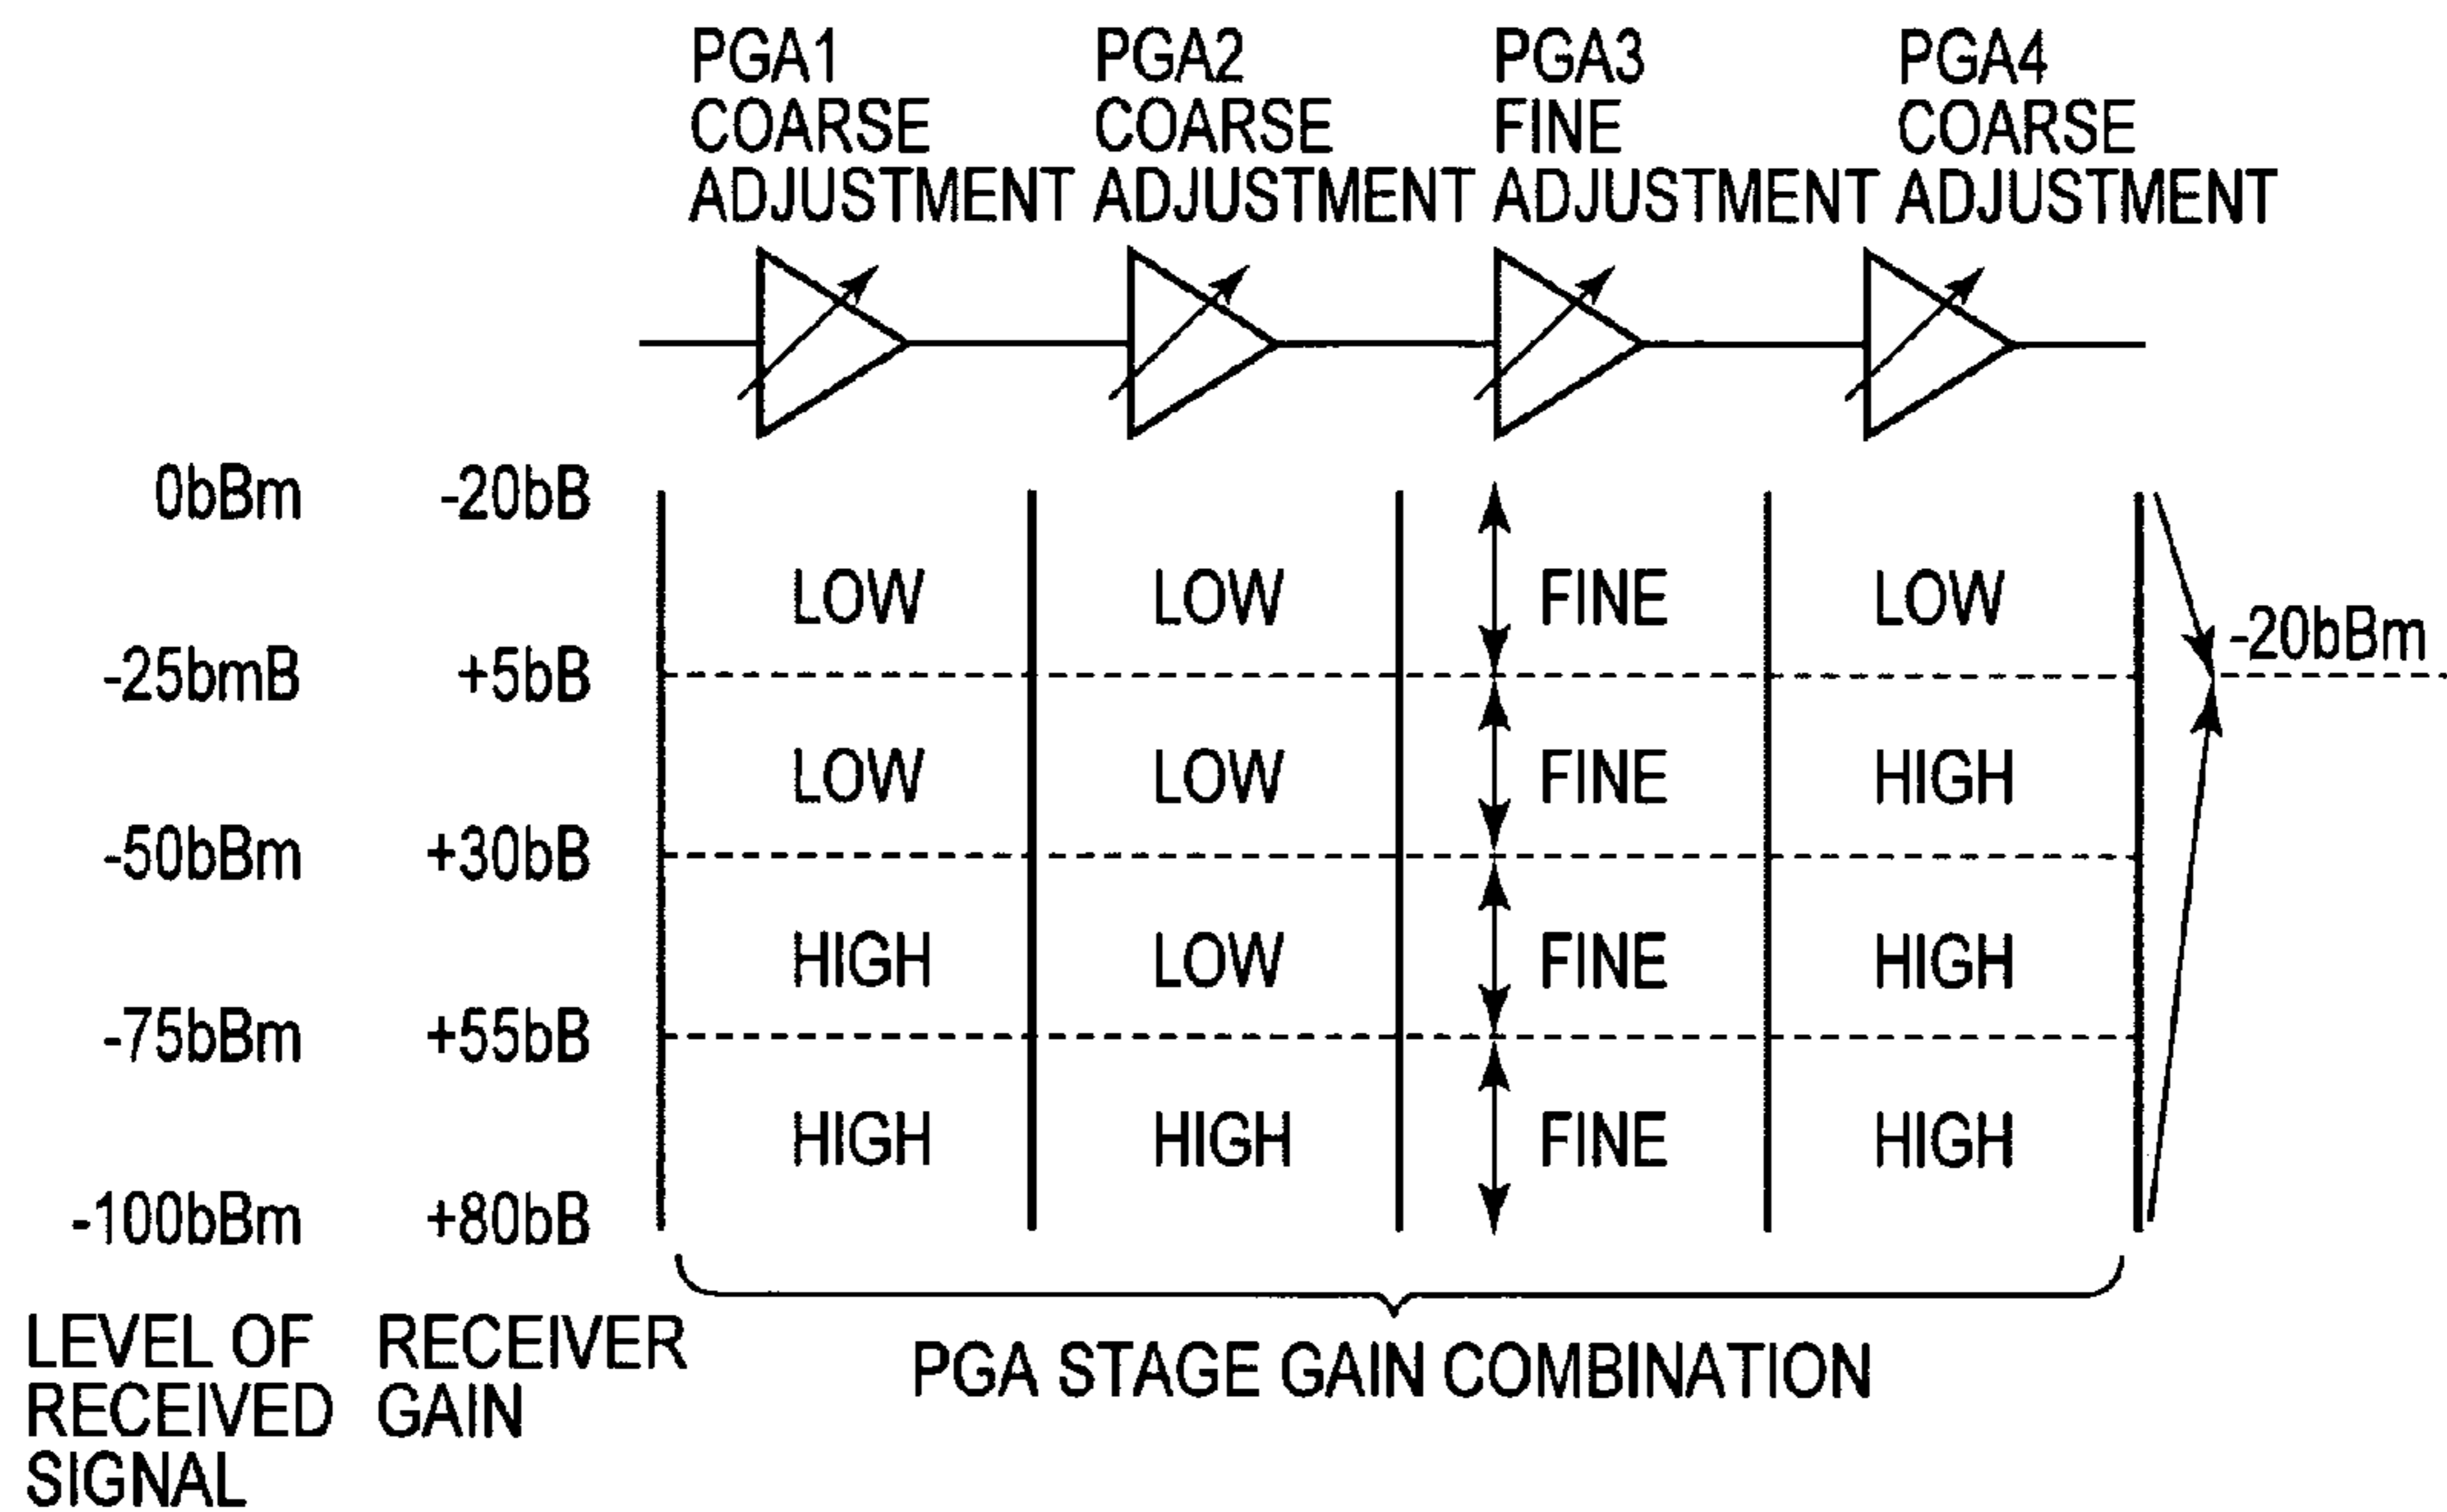 PGA1
COARSE
ADJUSTMENT
PGA2
COARSE
ADJUSTMENT
PGA3
FINE
ADJUSTMENT
PGA4
COARSE
ADJUSTMENT
0bBm -20bB
LOW LOW FINE LOW
-20bBm
-25bmB +5bB
LOW LOW FINE HIGH
-50bBm +30bB
HIGH LOW FINE HIGH
-75bBm +55bB
HIGH HIGH FINE HIGH
-100bBm +80bB
LEVEL OF
RECEIVED
SIGNAL
RECEIVER
GAIN
PGA STAGE GAIN COMBINATION